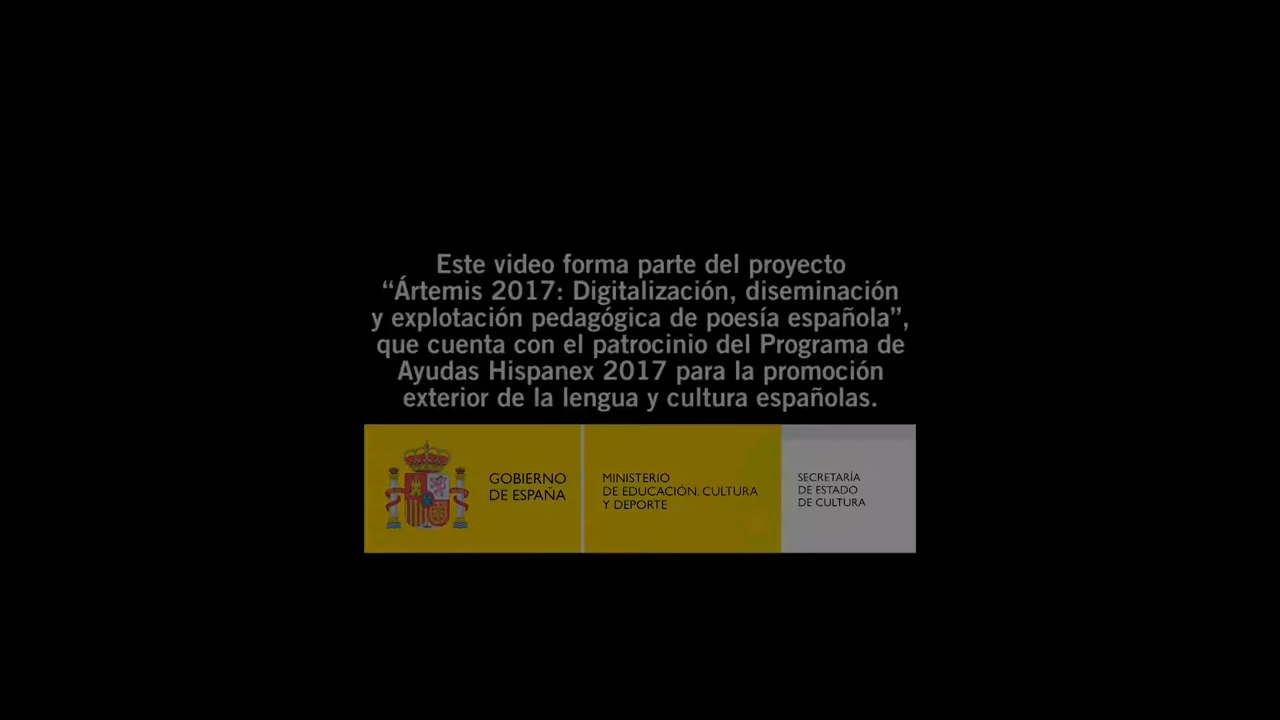 Este video forma parte del proyecto
“Ártemis 2017: Digitalización, diseminación
y explotación pedagógica de poesía española”,
que cuenta con el patrocinio del Programa de
Ayudas Hispanex 2017 para la promoción
exterior de la lengua y cultura españolas.
GOBIERNO
DE ESPAÑA
MINISTERIO
DE EDUCACIÓN, CULTURA
Y DEPORTE
SECRETARÍA
DE ESTADO
DE CULTURA